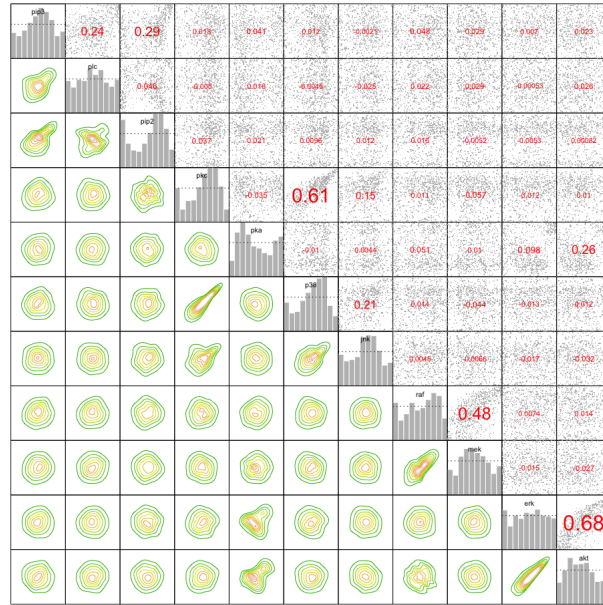 pip3 0.24 0.29 0.018 0.041 0.012 0.048 0.007 0.023
plc 0.046 -0.005 0.016 -0.0045 -0.025 0.022 0.029 -0.00053 0.026
pip2 0.037 0.021 0.0096 0.012 0.016 -0.0052 -0.0053 0.00082
pkc -0.035 0.61 0.15 0.011 -0.057 -0.012 -0.01
pka -0.01 0.0044 0.051 0.01 0.098 0.26
p38 0.21 0.014 -0.044 -0.013 0.012
jnk 0.0045 -0.0066 -0.017 -0.032
raf 0.48 0.0074 0.014
mek -0.015 -0.027
erk 0.68
akt